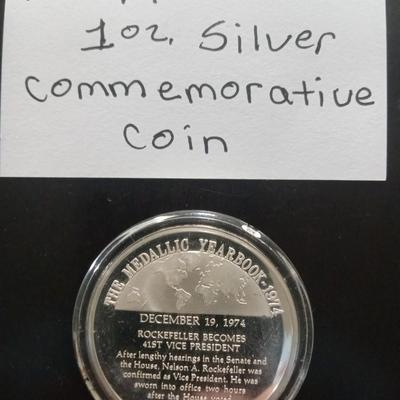 1oz. Silver
Commemorative
Coin
THE MEDALLIC YEARBOOK-1974
DECEMBER 19, 1974
ROCKEFELLER BECOMES
41ST VICE PRESIDENT
After lengthy hearings in the Senate and
the House, Nelson A. Rockefeller was
confirmed as Vice President. He was
sworn into office two hours
after the House voted